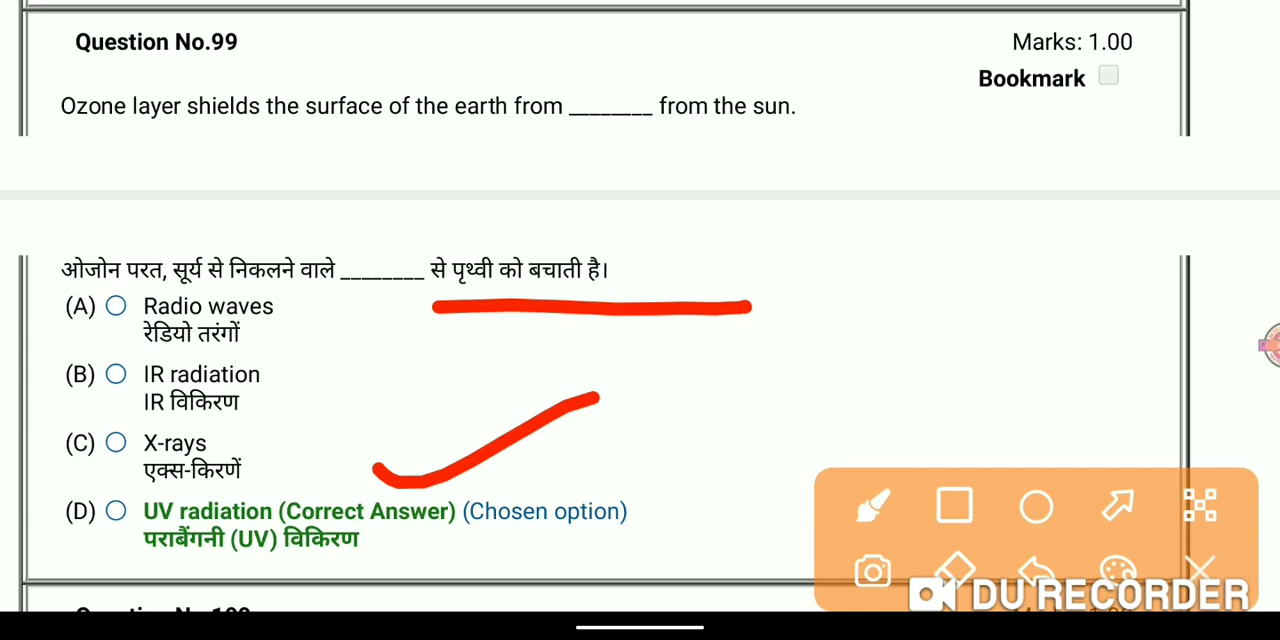 Question No.99
Marks: 1.00
Bookmark
Ozone layer shields the surface of the earth from ________ from the sun.
ओजोन परत, सूर्य से निकलने वाले ________ से पृथ्वी को बचाती है।
(A) Radio waves
रेडियो तरंगों
(B) IR radiation
IR विकिरण
(C) X-rays
एक्स-किरणें
(D) UV radiation (Correct Answer) (Chosen option)
पराबैंगनी (UV) विकिरण
DU RECORDER